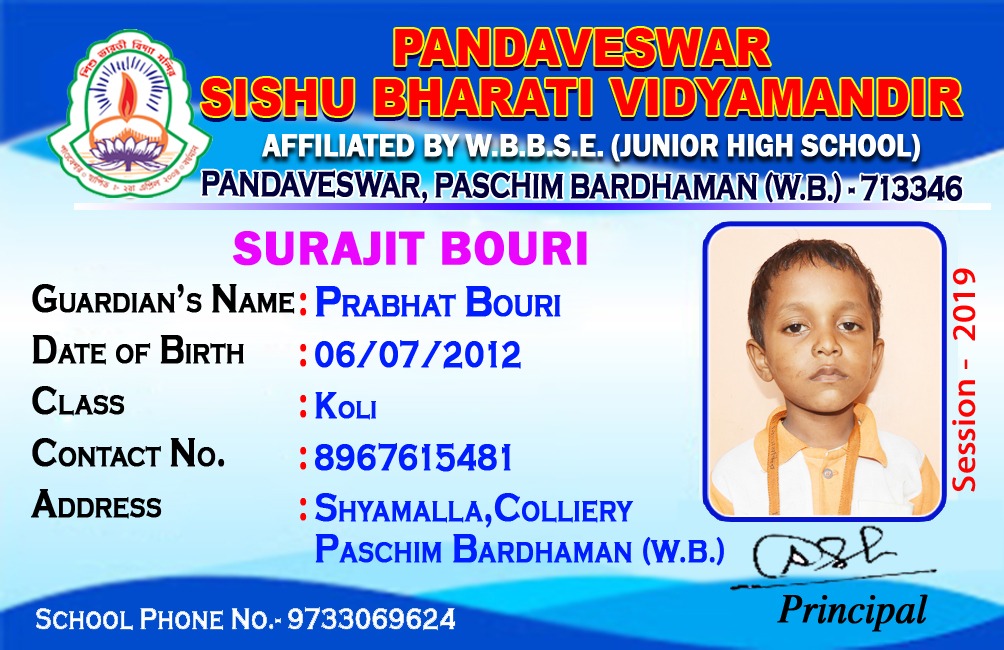 শিশু ভারতী বিদ্যা মন্দির
PANDAVESWAR
SISHU BHARATI VIDYAMANDIR
AFFILIATED BY W.B.B.S.E. (JUNIOR HIGH SCHOOL)
PANDAVESWAR, PASCHIM BARDHAMAN (W.B.) - 713346
SURAJIT BOURI
GUARDIAN'S NAME : PRABHAT BOURI
DATE OF BIRTH : 06/07/2012
CLASS : KOLI
CONTACT NO. : 8967615481
ADDRESS : SHYAMALLA,COLLIERY
PASCHIM BARDHAMAN (W.B.)
Session - 2019
Principal
SCHOOL PHONE NO.- 9733069624